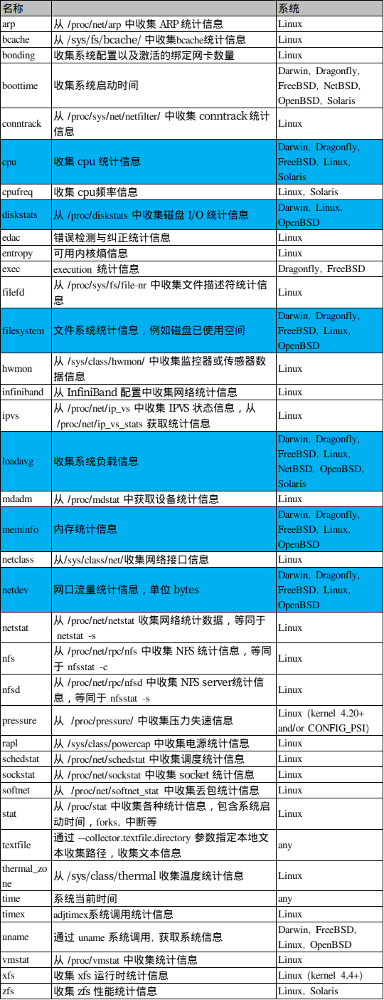 名称 系统
arp 从 /proc/net/arp 中收集 ARP 统计信息 Linux
bcache 从 /sys/fs/bcache/ 中收集bcache统计信息 Linux
bonding 收集系统配置以及激活的绑定网卡数量 Linux
boottime 收集系统启动时间 Darwin, Dragonfly,
FreeBSD, NetBSD,
OpenBSD, Solaris
conntrack 从 /proc/sys/net/netfilter/ 中收集 conntrack 统计
信息 Linux
cpu 收集 cpu 统计信息 Darwin, Dragonfly,
FreeBSD, Linux,
Solaris
cpufreq 收集 cpu频率信息 Linux, Solaris
diskstats 从 /proc/diskstats 中收集磁盘 I/O 统计信息 Darwin, Linux,
OpenBSD
edac 错误检测与纠正统计信息 Linux
entropy 可用内核熵信息 Linux
exec execution 统计信息 Dragonfly, FreeBSD
filefd 从 /proc/sys/fs/file-nr 中收集文件描述符统计信
息 Linux
filesystem 文件系统统计信息，例如磁盘已使用空间 Darwin, Dragonfly,
FreeBSD, Linux,
OpenBSD
hwmon 从 /sys/class/hwmon/ 中收集监控器或传感器数
据信息 Linux
infiniband 从 InfiniBand 配置中收集网络统计信息 Linux
ipvs 从 /proc/net/ip_vs 中收集 IPVS 状态信息，从
/proc/net/ip_vs_stats 获取统计信息 Linux
loadavg 收集系统负载信息 Darwin, Dragonfly,
FreeBSD, Linux,
NetBSD, OpenBSD,
Solaris
mdadm 从 /proc/mdstat 中获取设备统计信息 Linux
meminfo 内存统计信息 Darwin, Dragonfly,
FreeBSD, Linux,
OpenBSD
netclass 从/sys/class/net/收集网络接口信息 Linux
netdev 网口流量统计信息，单位 bytes Darwin, Dragonfly,
FreeBSD, Linux,
OpenBSD
netstat 从 /proc/net/netstat 收集网络统计数据，等同于
netstat -s Linux
nfs 从 /proc/net/rpc/nfs 中收集 NFS 统计信息，等同
于 nfsstat -c Linux
nfsd 从 /proc/net/rpc/nfsd 中收集 NFS server统计信
息，等同于 nfsstat -s Linux
pressure 从 /proc/pressure/ 中收集压力失速信息 Linux (kernel 4.20+
and/or CONFIG_PSI)
rapl 从 /sys/class/powercap 中收集电源统计信息 Linux
schedstat 从 /proc/net/schedstat 中收集调度统计信息 Linux
sockstat 从 /proc/net/sockstat 中收集 socket 统计信息 Linux
softnet 从 /proc/net/softnet_stat 中收集丢包统计信息 Linux
stat 从 /proc/stat 中收集各种统计信息，包含系统启
动时间，forks, 中断等 Linux
textfile 通过 --collector.textfile.directory 参数指定本地文
本收集路径，收集文本信息 any
thermal_zo
ne 从 /sys/class/thermal 收集温度统计信息 Linux
time 系统当前时间 any
timex adjtimex系统调用统计信息 Linux
uname 通过 uname 系统调用, 获取系统信息 Darwin, FreeBSD,
Linux, OpenBSD
vmstat 从 /proc/vmstat 中收集统计信息 Linux
xfs 收集 xfs 运行时统计信息 Linux (kernel 4.4+)
zfs 收集 zfs 性能统计信息 Linux, Solaris